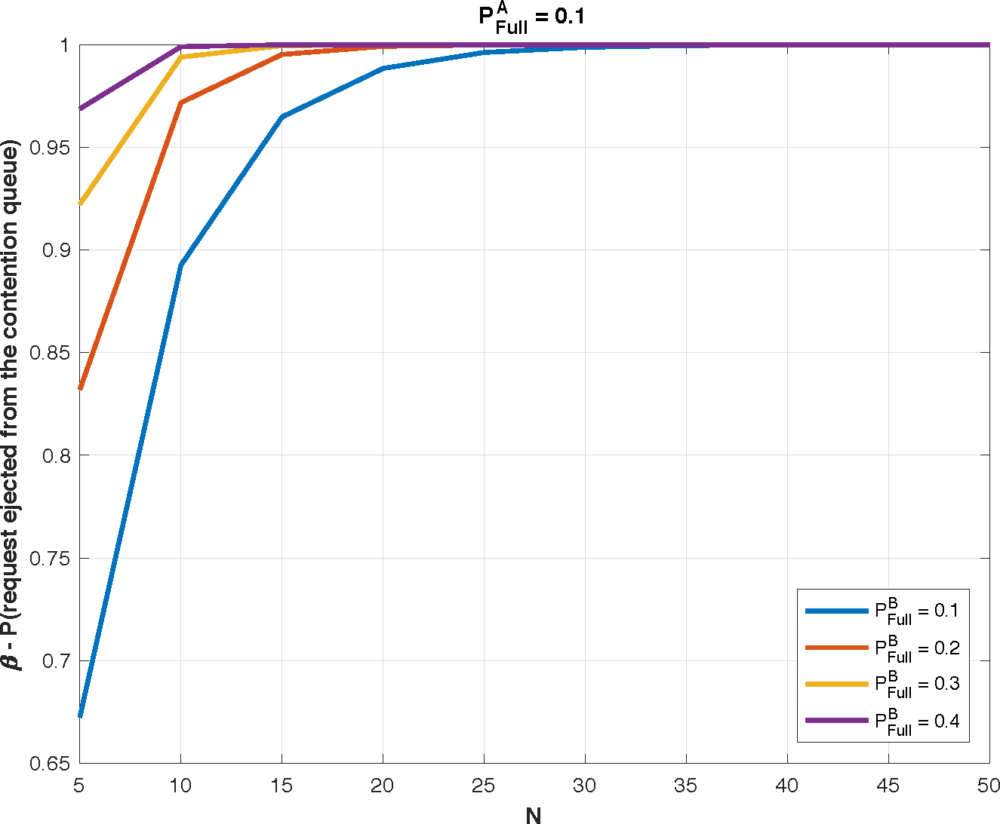 P^A_Full = 0.1
β - P(request ejected from the contention queue)
1
0.95
0.9
0.85
0.8
0.75
0.7
0.65
5 10 15 20 25 30 35 40 45 50
N
P^B_Full = 0.1
P^B_Full = 0.2
P^B_Full = 0.3
P^B_Full = 0.4